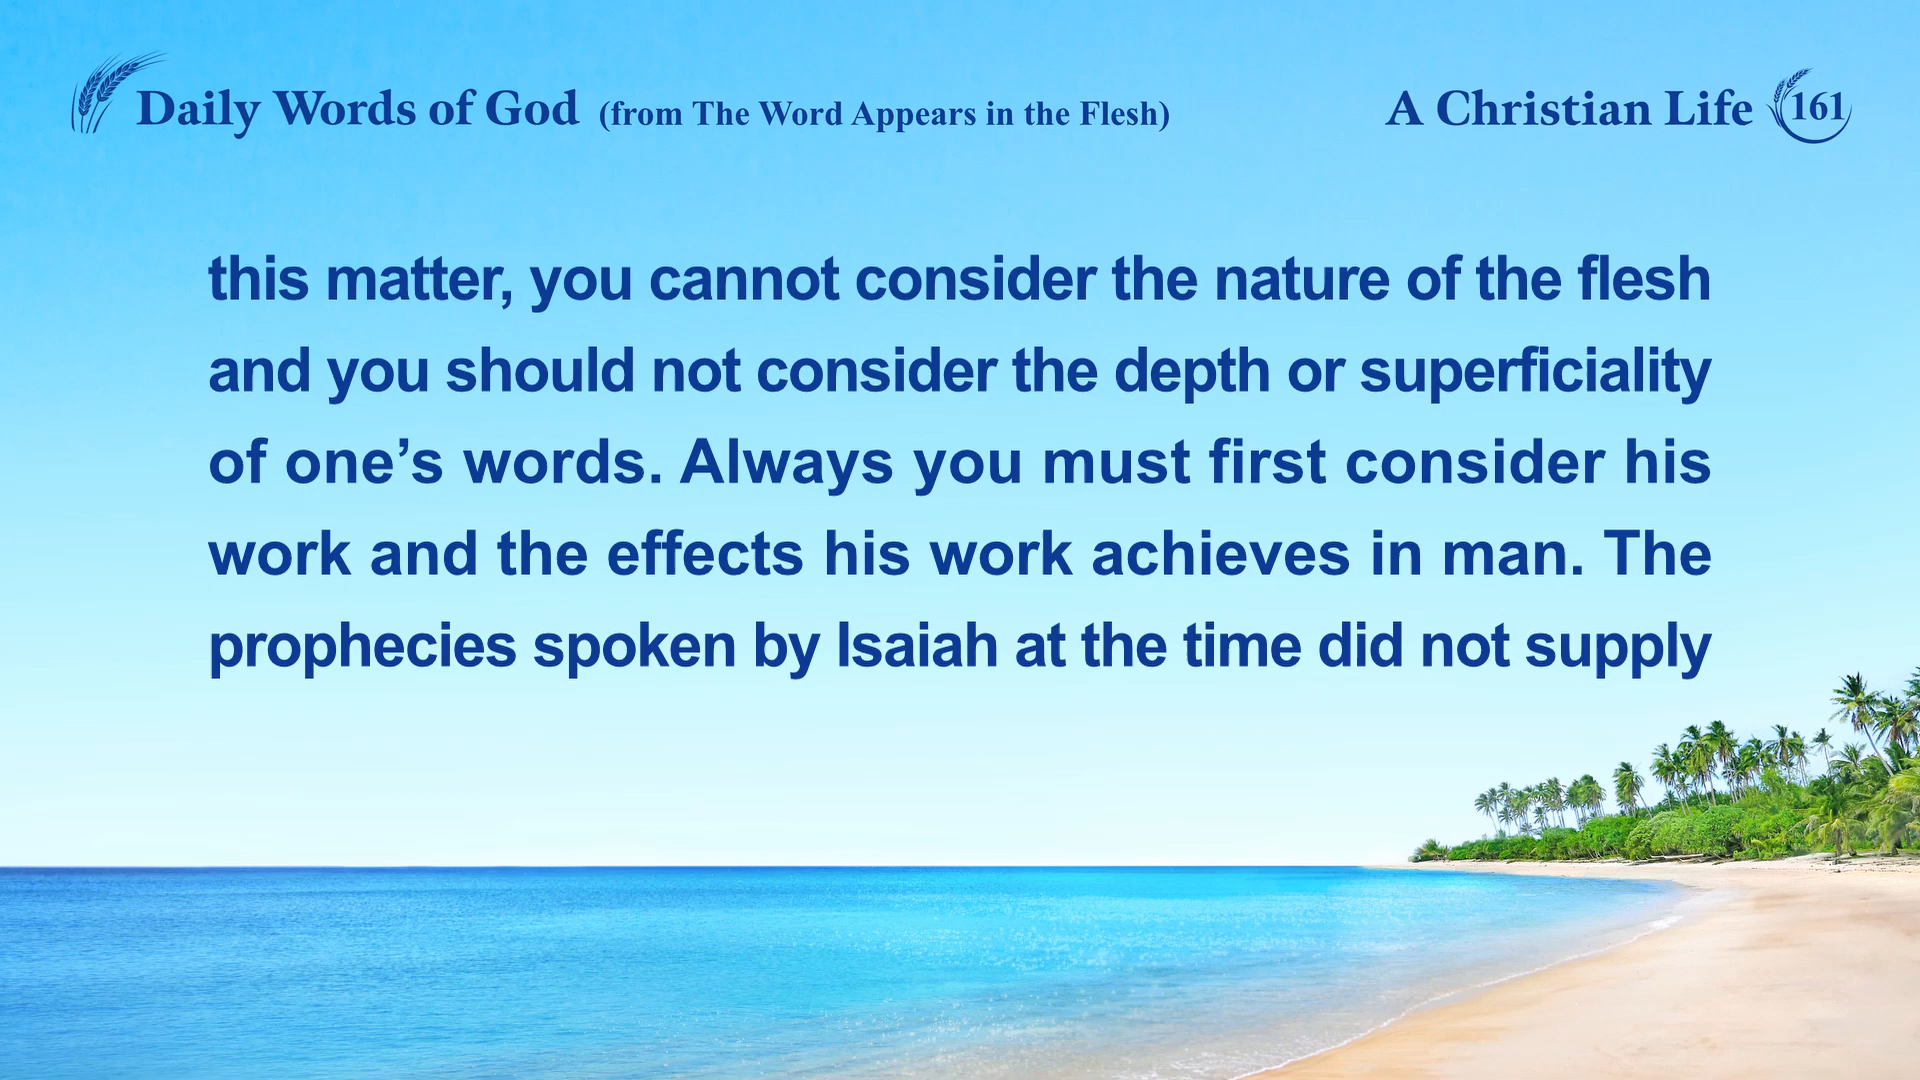 Daily Words of God (from The Word Appears in the Flesh)
A Christian Life 161
this matter, you cannot consider the nature of the flesh
and you should not consider the depth or superficiality
of one’s words. Always you must first consider his
work and the effects his work achieves in man. The
prophecies spoken by Isaiah at the time did not supply